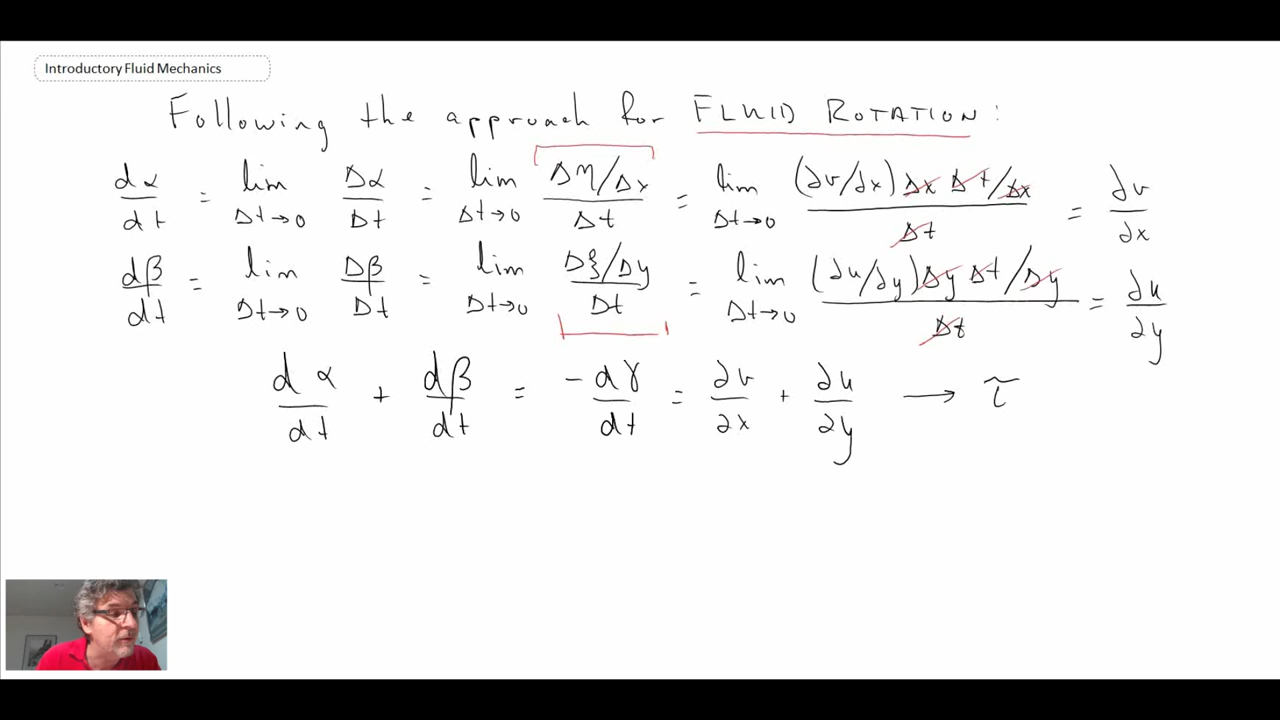 Introductory Fluid Mechanics
Following the approach for FLUID ROTATION:
dα/dt = lim Δt→0 Δα/Δt = lim Δt→0 (Δη/Δx)/Δt = lim Δt→0 ((∂v/∂x) Δx Δt/Δx)/Δt = ∂v/∂x
dβ/dt = lim Δt→0 Δβ/Δt = lim Δt→0 (Δξ/Δy)/Δt = lim Δt→0 ((∂u/∂y) Δy Δt/Δy)/Δt = ∂u/∂y
dα/dt + dβ/dt = -dγ/dt = ∂v/∂x + ∂u/∂y → τ